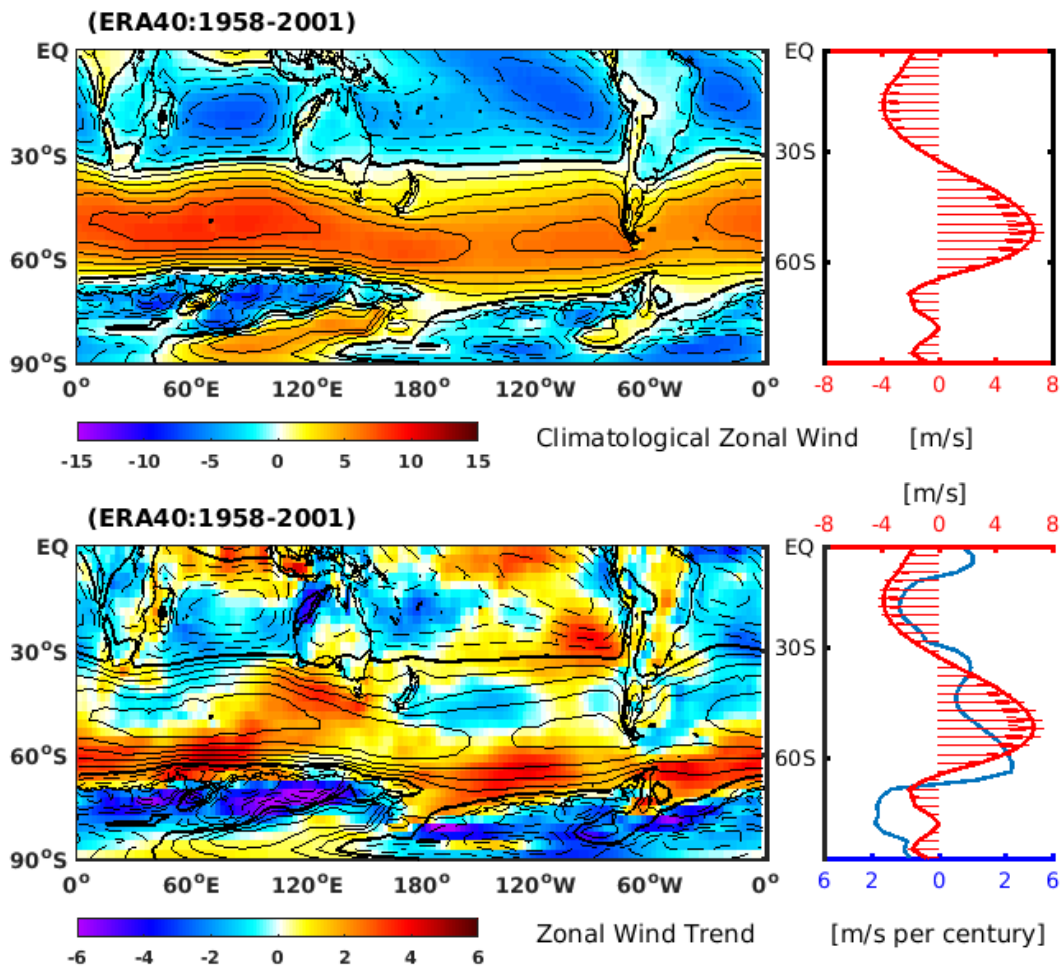 (ERA40:1958-2001)
EQ
30°S
60°S
90°S
0° 60°E 120°E 180° 120°W 60°W 0°
EQ
30S
60S
-8 -4 0 4 8
-15 -10 -5 0 5 10 15
Climatological Zonal Wind [m/s]
(ERA40:1958-2001)
[m/s]
-8 -4 0 4 8
EQ
30°S
60°S
90°S
0° 60°E 120°E 180° 120°W 60°W 0°
EQ
30S
60S
6 2 0 2 6
-6 -4 -2 0 2 4 6
Zonal Wind Trend [m/s per century]